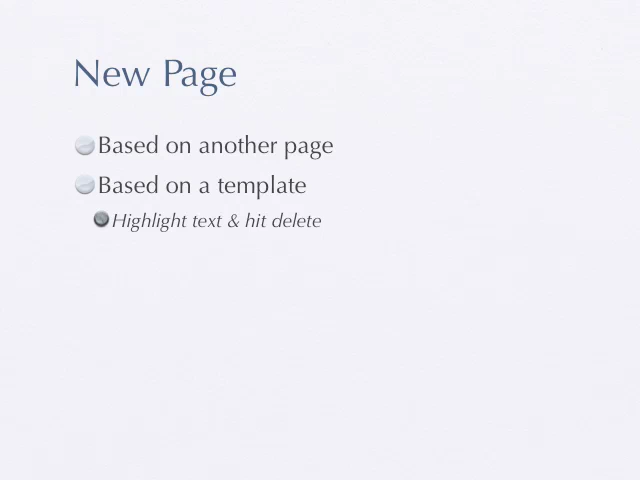 New Page
Based on another page
Based on a template
Highlight text & hit delete